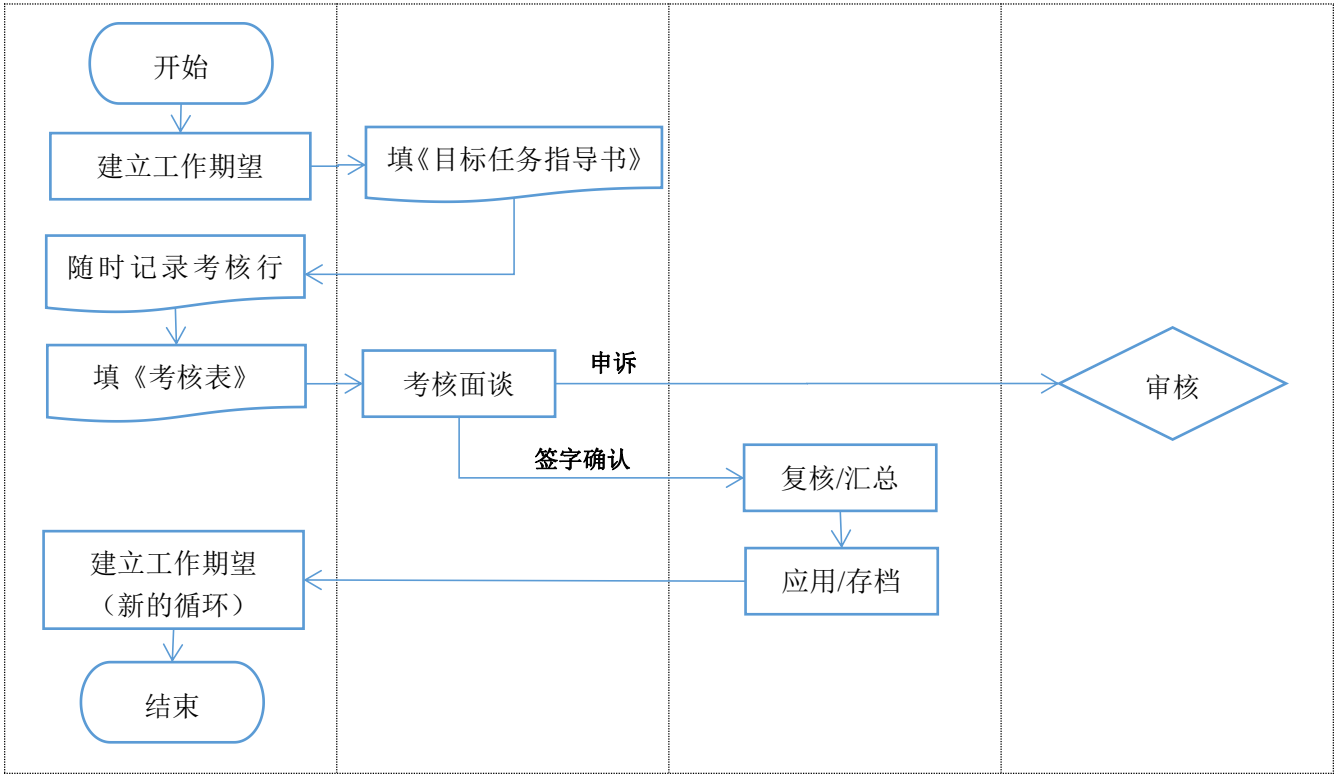 开始
建立工作期望
填《目标任务指导书》
随时记录考核行
填《考核表》
考核面谈
申诉
审核
签字确认
复核/汇总
建立工作期望
（新的循环）
应用/存档
结束